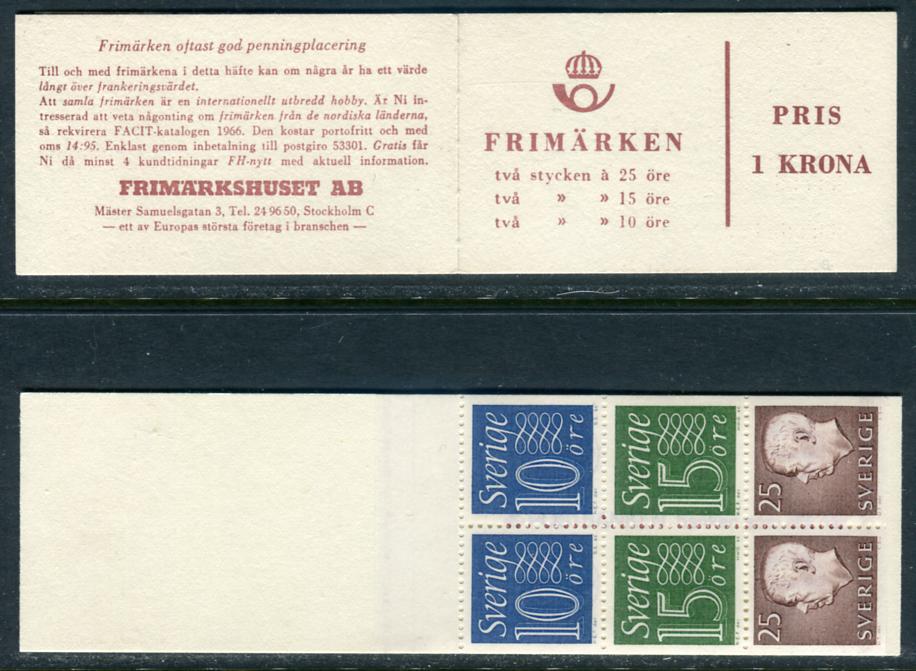 Frimärken oftast god penningplacering
Till och med frimärkena i detta häfte kan om några år ha ett värde
långt över frankeringsvärdet.
Att samla frimärken är en internationellt utbredd hobby. Är Ni in-
tresserad att veta någonting om frimärken från de nordiska länderna,
så rekvirera FACIT-katalogen 1966. Den kostar portofritt och med
oms 14:95. Enklast genom inbetalning till postgiro 53301. Gratis får
Ni då minst 4 kundtidningar FH-nytt med aktuell information.
FRIMÄRKSHUSET AB
Mäster Samuelsgatan 3, Tel. 24 96 50, Stockholm C
— ett av Europas största företag i branschen —
FRIMÄRKEN
två stycken à 25 öre
två » » 15 öre
två » » 10 öre
PRIS
1 KRONA
Sverige
10 öre
Sverige
15 öre
25
SVERIGE
Sverige
10 öre
Sverige
15 öre
25
SVERIGE